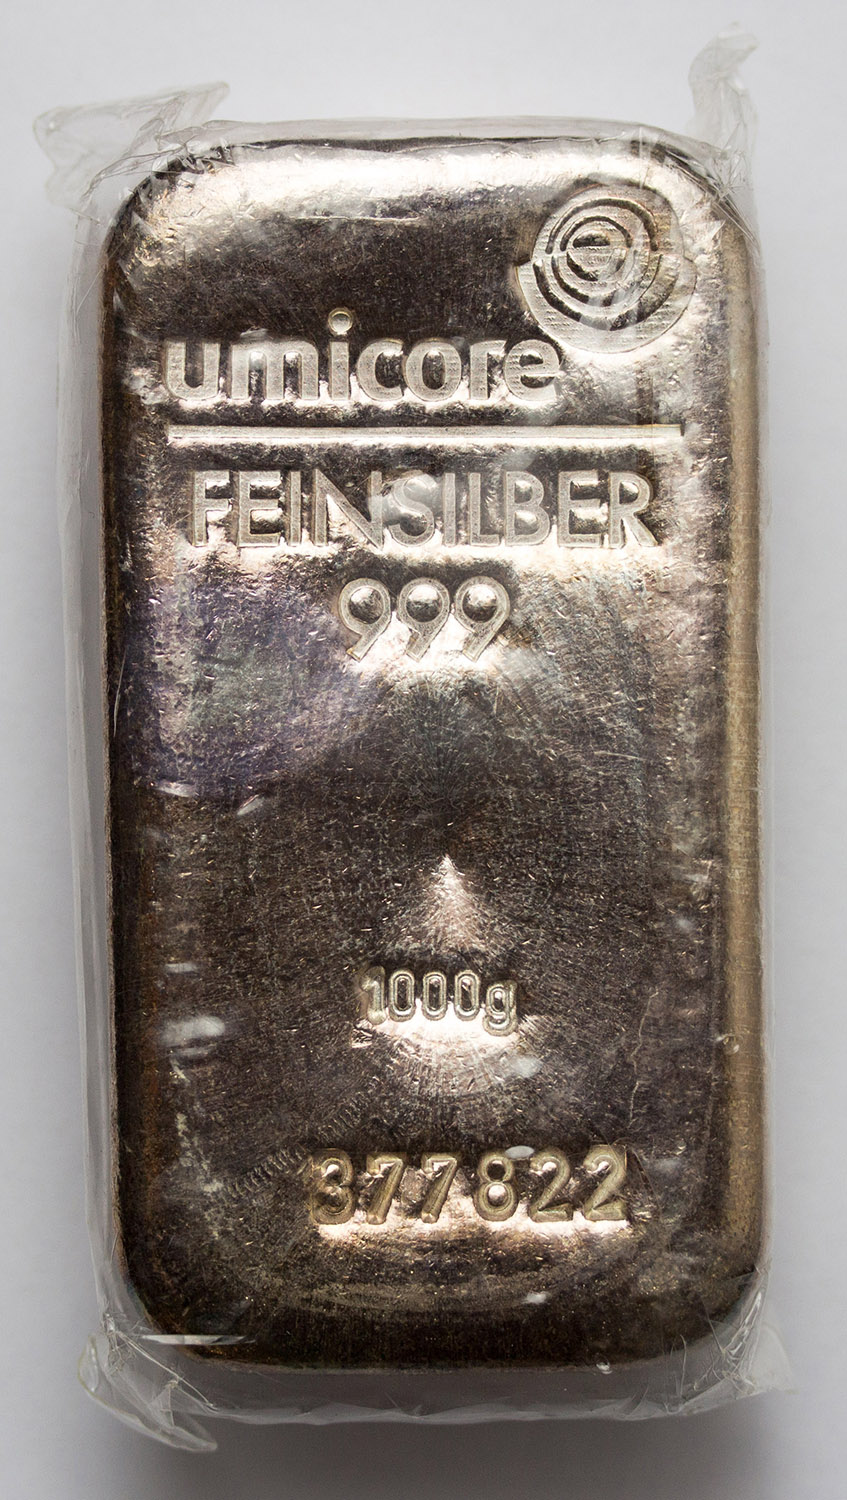 umicore
FEINSILBER
999
1000g
377822